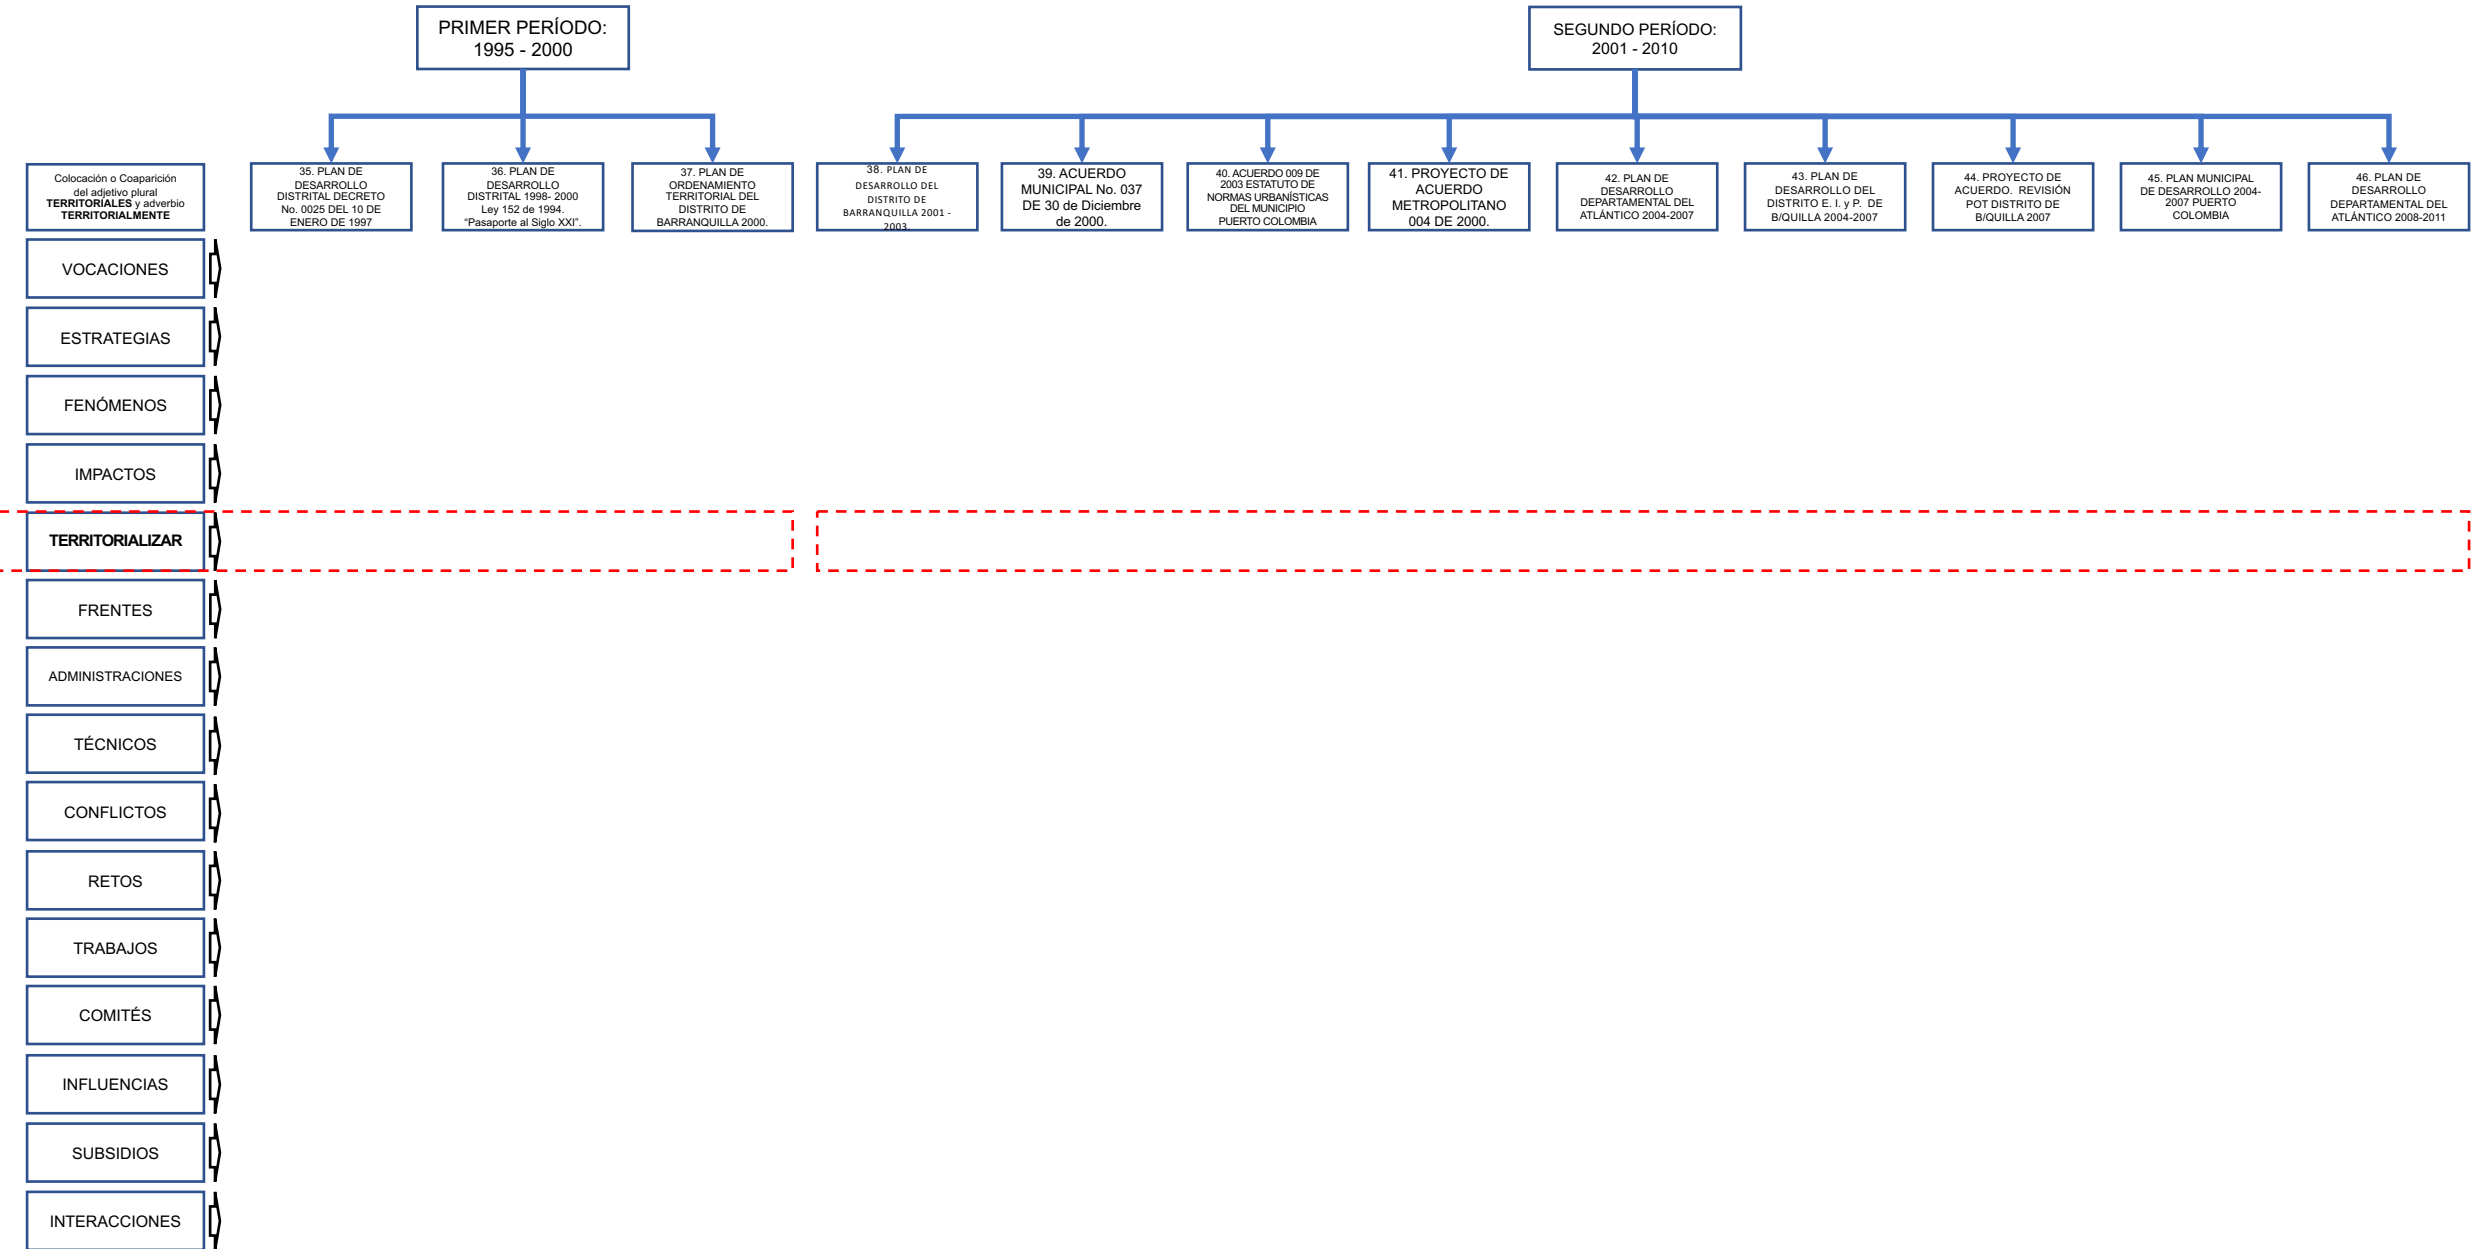 PRIMER PERÍODO:
1995 - 2000
SEGUNDO PERÍODO:
2001 - 2010
Colocación o Coaparición
del adjetivo plural
TERRITORIALES y adverbio
TERRITORIALMENTE
35. PLAN DE
DESARROLLO
DISTRITAL DECRETO
No. 0025 DEL 10 DE
ENERO DE 1997
36. PLAN DE
DESARROLLO
DISTRITAL 1998- 2000
Ley 152 de 1994.
“Pasaporte al Siglo XXI”.
37. PLAN DE
ORDENAMIENTO
TERRITORIAL DEL
DISTRITO DE
BARRANQUILLA 2000.
38. PLAN DE
DESARROLLO DEL
DISTRITO DE
BARRANQUILLA 2001 -
2003.
39. ACUERDO
MUNICIPAL No. 037
DE 30 de Diciembre
de 2000.
40. ACUERDO 009 DE
2003 ESTATUTO DE
NORMAS URBANÍSTICAS
DEL MUNICIPIO
PUERTO COLOMBIA
41. PROYECTO DE
ACUERDO
METROPOLITANO
004 DE 2000.
42. PLAN DE
DESARROLLO
DEPARTAMENTAL DEL
ATLÁNTICO 2004-2007
43. PLAN DE
DESARROLLO DEL
DISTRITO E. I. y P. DE
B/QUILLA 2004-2007
44. PROYECTO DE
ACUERDO. REVISIÓN
POT DISTRITO DE
B/QUILLA 2007
45. PLAN MUNICIPAL
DE DESARROLLO 2004-
2007 PUERTO
COLOMBIA
46. PLAN DE
DESARROLLO
DEPARTAMENTAL DEL
ATLÁNTICO 2008-2011
VOCACIONES
ESTRATEGIAS
FENÓMENOS
IMPACTOS
TERRITORIALIZAR
FRENTES
ADMINISTRACIONES
TÉCNICOS
CONFLICTOS
RETOS
TRABAJOS
COMITÉS
INFLUENCIAS
SUBSIDIOS
INTERACCIONES